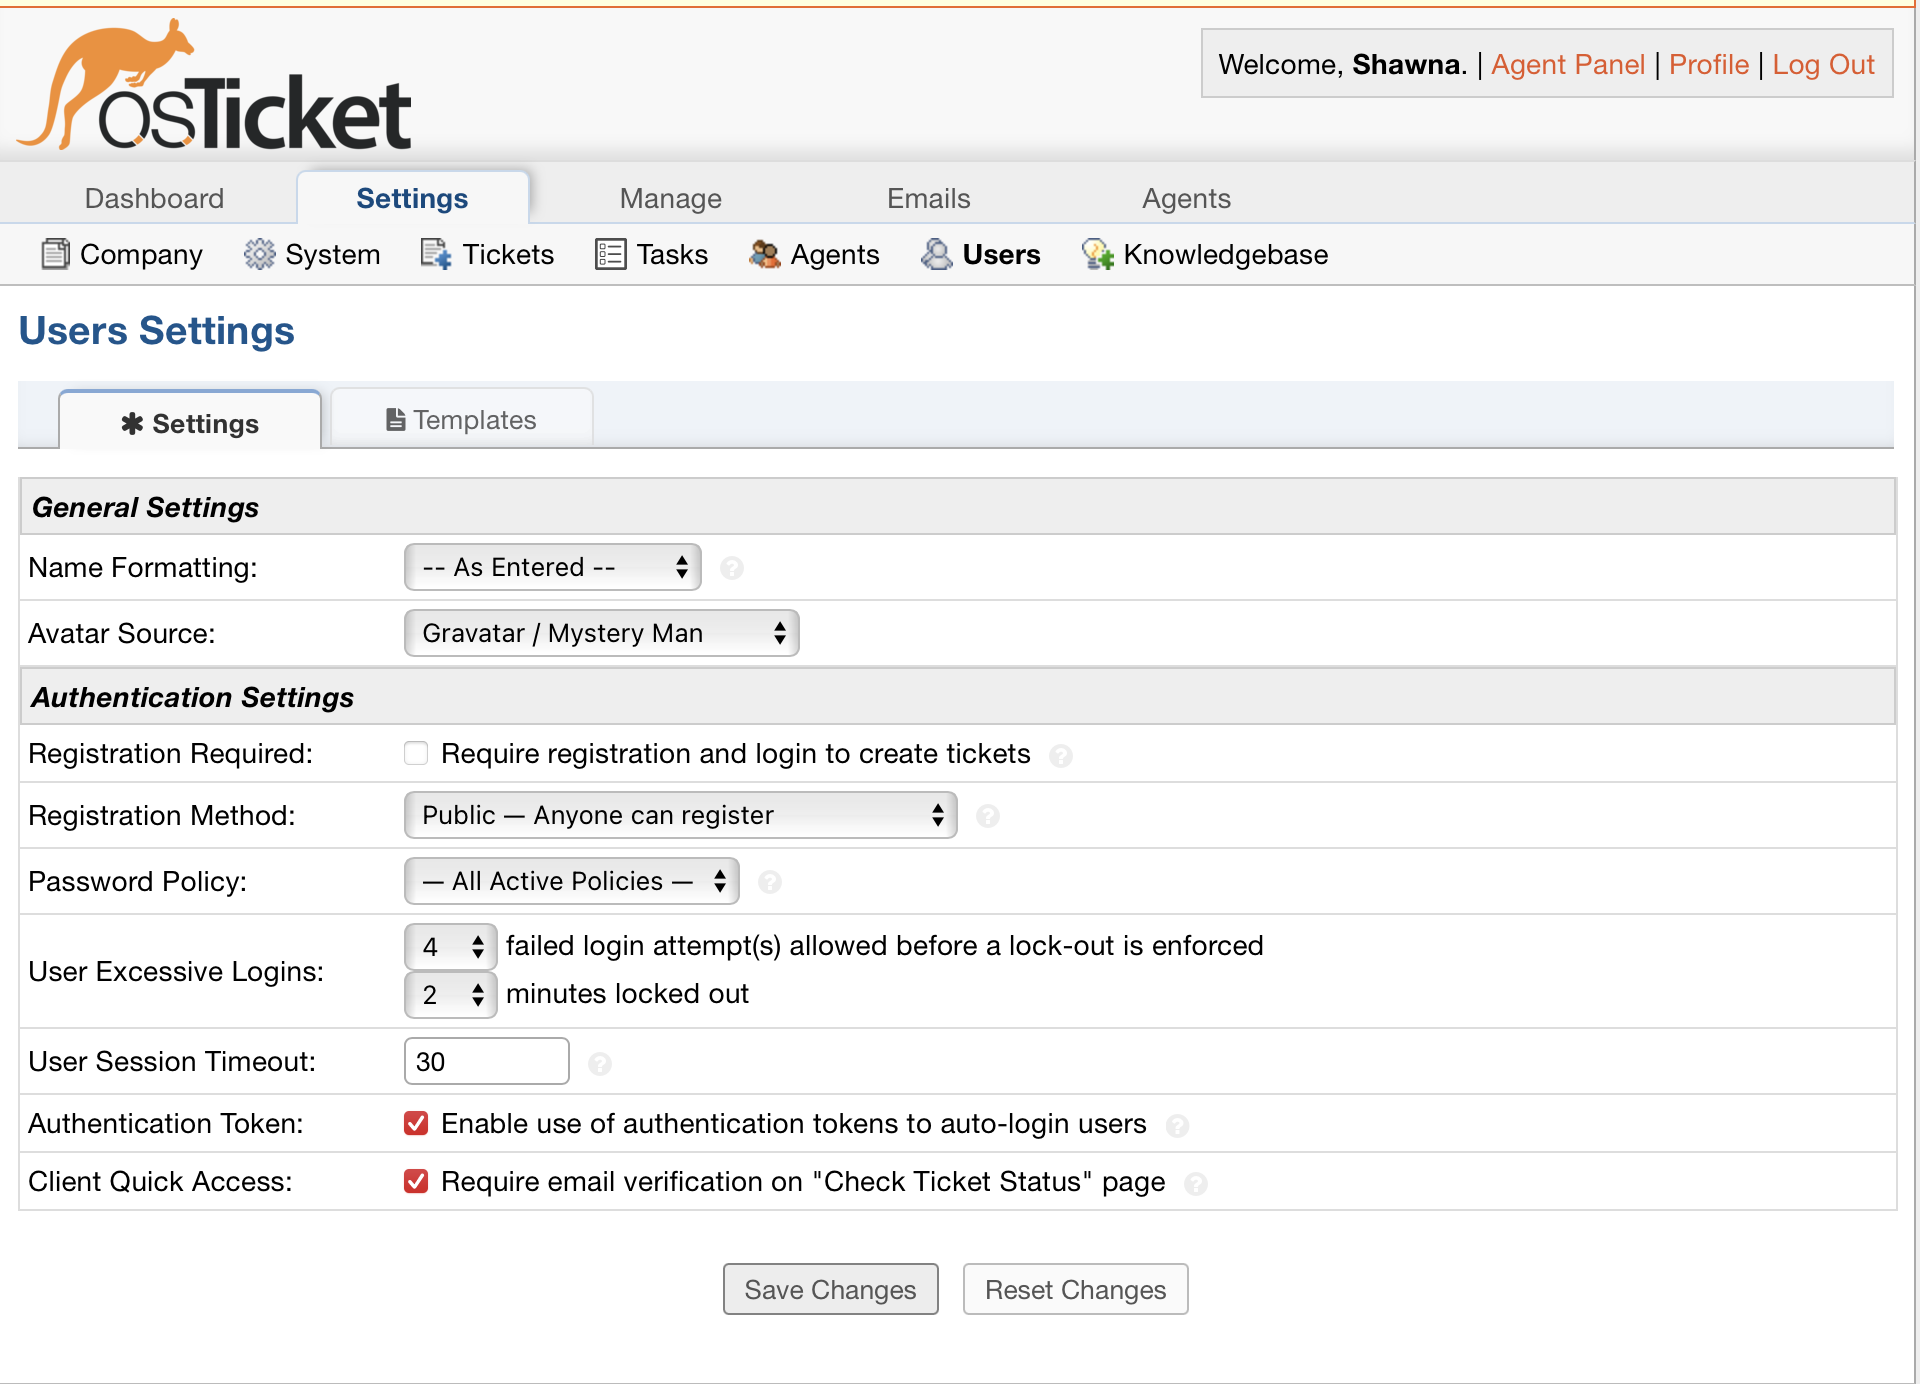 osTicket
Welcome, Shawna. | Agent Panel | Profile | Log Out
Dashboard Settings Manage Emails Agents
Company System Tickets Tasks Agents Users Knowledgebase
Users Settings
Settings Templates
General Settings
Name Formatting: -- As Entered -- ?
Avatar Source: Gravatar / Mystery Man
Authentication Settings
Registration Required: Require registration and login to create tickets ?
Registration Method: Public — Anyone can register ?
Password Policy: — All Active Policies — ?
User Excessive Logins: 4 failed login attempt(s) allowed before a lock-out is enforced
2 minutes locked out
User Session Timeout: 30 ?
Authentication Token: Enable use of authentication tokens to auto-login users ?
Client Quick Access: Require email verification on "Check Ticket Status" page ?
Save Changes Reset Changes